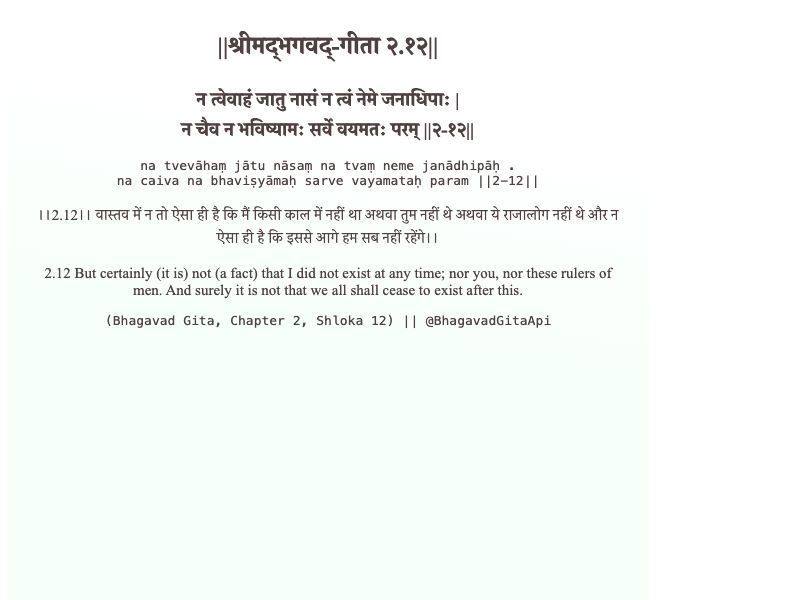 ||श्रीमद्‍भगवद्‍-गीता २.१२||
न त्वेवाहं जातु नासं न त्वं नेमे जनाधिपाः |
न चैव न भविष्यामः सर्वे वयमतः परम् ||२-१२||
na tvevāhaṃ jātu nāsaṃ na tvaṃ neme janādhipāḥ .
na caiva na bhaviṣyāmaḥ sarve vayamataḥ param ||2-12||
।।2.12।। वास्तव में न तो ऐसा ही है कि मैं किसी काल में नहीं था अथवा तुम नहीं थे अथवा ये राजालोग नहीं थे और न
ऐसा ही है कि इससे आगे हम सब नहीं रहेंगे।।
2.12 But certainly (it is) not (a fact) that I did not exist at any time; nor you, nor these rulers of
men. And surely it is not that we all shall cease to exist after this.
(Bhagavad Gita, Chapter 2, Shloka 12) || @BhagavadGitaApi